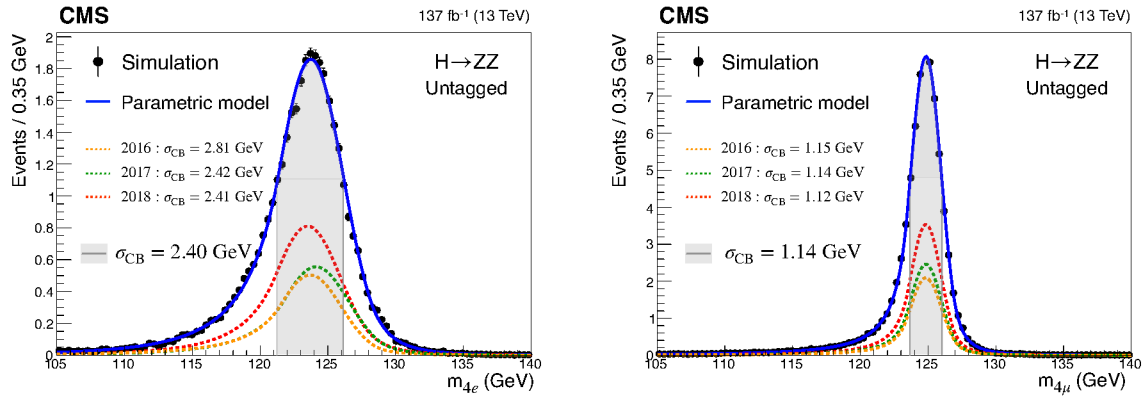 CMS
137 fb⁻¹ (13 TeV)
Events / 0.35 GeV
2
1.8
1.6
1.4
1.2
1
0.8
0.6
0.4
0.2
0
Simulation
Parametric model
H→ZZ
Untagged
2016 : σCB = 2.81 GeV
2017 : σCB = 2.42 GeV
2018 : σCB = 2.41 GeV
σCB = 2.40 GeV
105 110 115 120 125 130 135 140
m4e (GeV)
CMS
137 fb⁻¹ (13 TeV)
Events / 0.35 GeV
8
7
6
5
4
3
2
1
0
Simulation
Parametric model
H→ZZ
Untagged
2016 : σCB = 1.15 GeV
2017 : σCB = 1.14 GeV
2018 : σCB = 1.12 GeV
σCB = 1.14 GeV
105 110 115 120 125 130 135 140
m4μ (GeV)